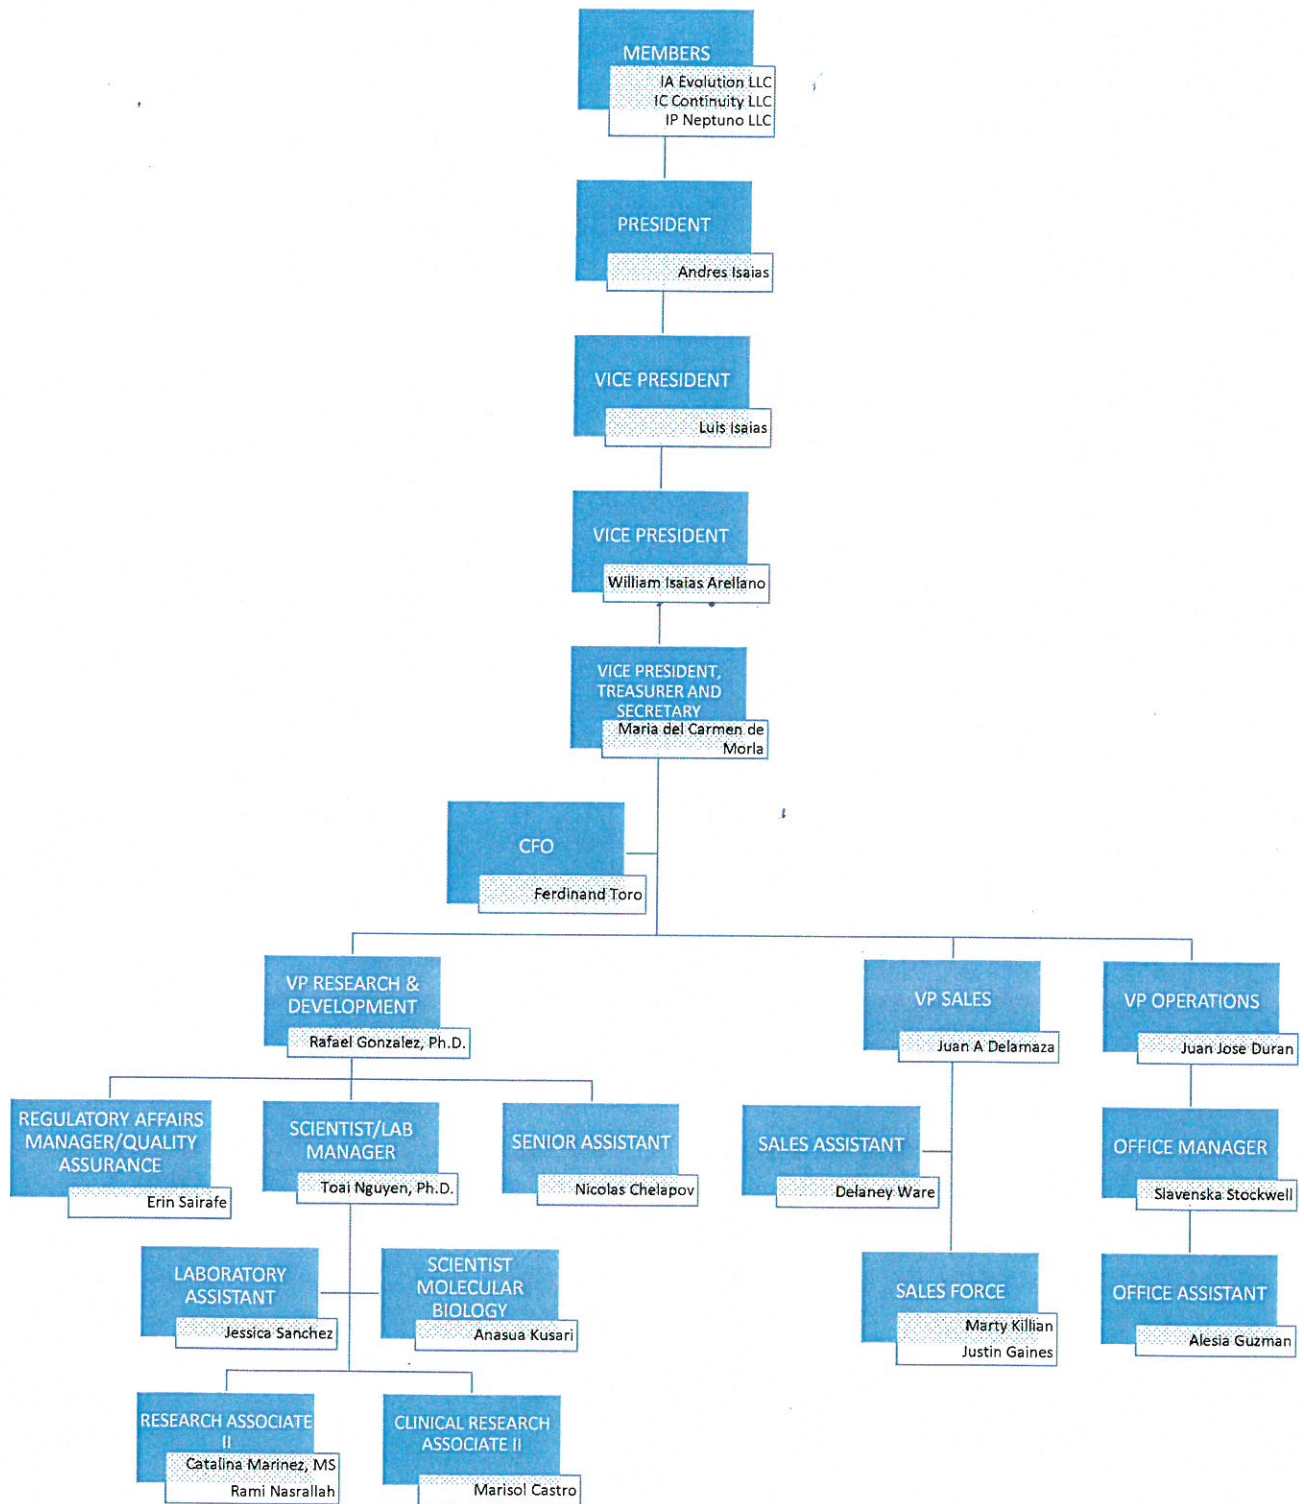 MEMBERS
IA Evolution LLC
IC Continuity LLC
IP Neptuno LLC
PRESIDENT
Andres Isaias
VICE PRESIDENT
Luis Isaias
VICE PRESIDENT
William Isaias Arellano
VICE PRESIDENT,
TREASURER AND
SECRETARY
Maria del Carmen de
Morla
CFO
Ferdinand Toro
VP RESEARCH &
DEVELOPMENT
Rafael Gonzalez, Ph.D.
VP SALES
Juan A Delamaza
VP OPERATIONS
Juan Jose Duran
REGULATORY AFFAIRS
MANAGER/QUALITY
ASSURANCE
Erin Sairafe
SCIENTIST/LAB
MANAGER
Toai Nguyen, Ph.D.
SENIOR ASSISTANT
Nicolas Chelapov
SALES ASSISTANT
Delaney Ware
OFFICE MANAGER
Slavenska Stockwell
LABORATORY
ASSISTANT
Jessica Sanchez
SCIENTIST
MOLECULAR
BIOLOGY
Anasua Kusari
SALES FORCE
Marty Killian
Justin Gaines
OFFICE ASSISTANT
Alesia Guzman
RESEARCH ASSOCIATE
II
Catalina Marinez, MS
Rami Nasrallah
CLINICAL RESEARCH
ASSOCIATE II
Marisol Castro